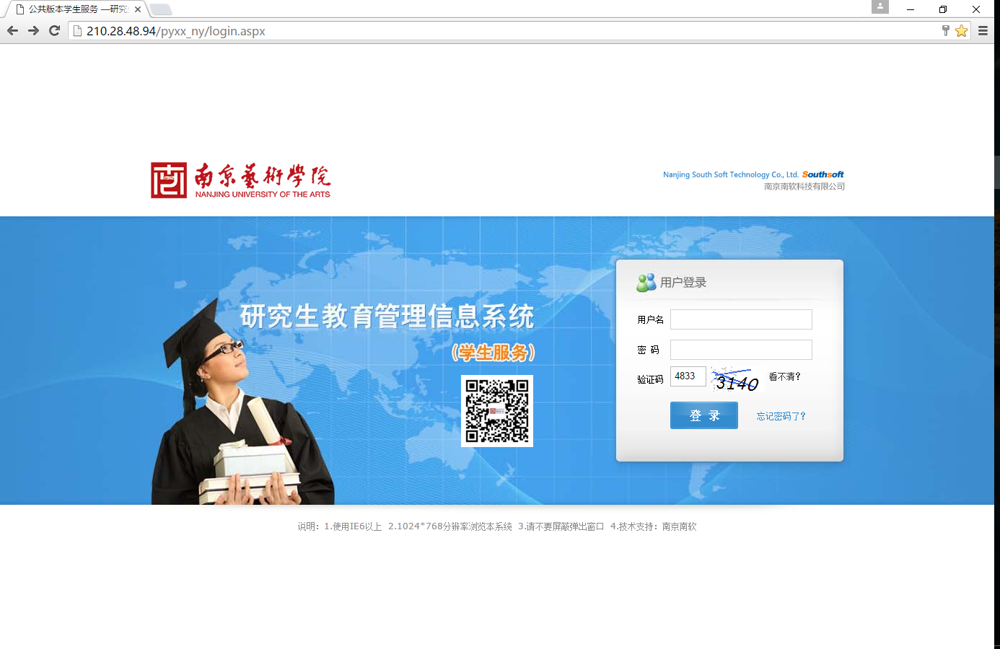 公共版本学生服务 —研究
210.28.48.94/pyxx_ny/login.aspx
南京藝術學院
NANJING UNIVERSITY OF THE ARTS
Nanjing South Soft Technology Co., Ltd. Southsoft
南京南软科技有限公司
研究生教育管理信息系统
(学生服务)
用户登录
用户名
密 码
验证码 4833 3140 看不清?
登 录 忘记密码了?
说明：1.使用IE6以上 2.1024*768分辨率浏览本系统 3.请不要屏蔽弹出窗口 4.技术支持：南京南软